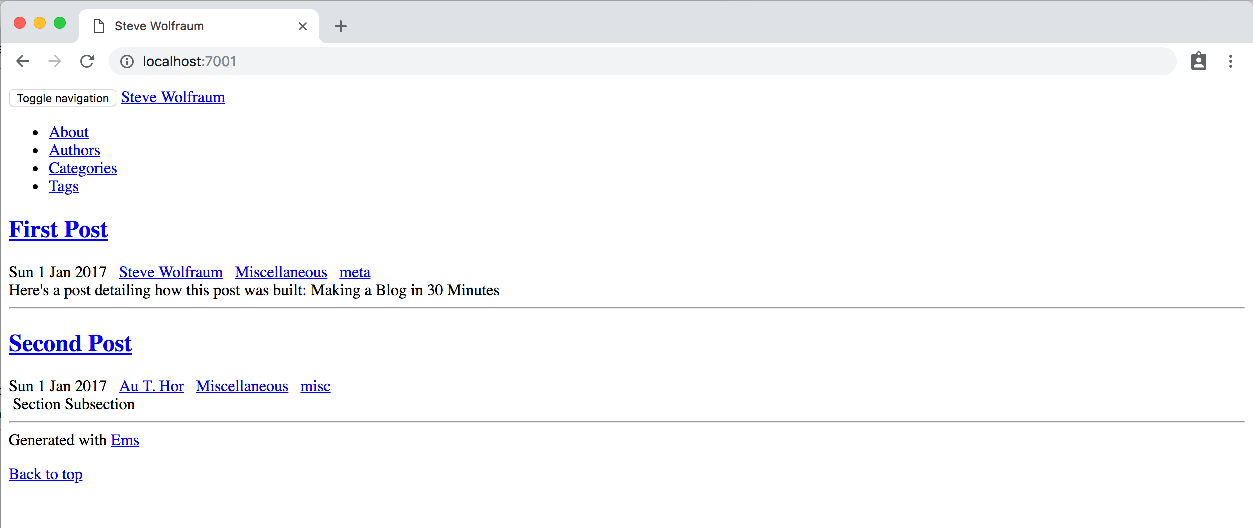 Steve Wolfraum
localhost:7001
Toggle navigation Steve Wolfraum
About
Authors
Categories
Tags
First Post
Sun 1 Jan 2017 Steve Wolfraum Miscellaneous meta
Here's a post detailing how this post was built: Making a Blog in 30 Minutes
Second Post
Sun 1 Jan 2017 Au T. Hor Miscellaneous misc
Section Subsection
Generated with Ems
Back to top